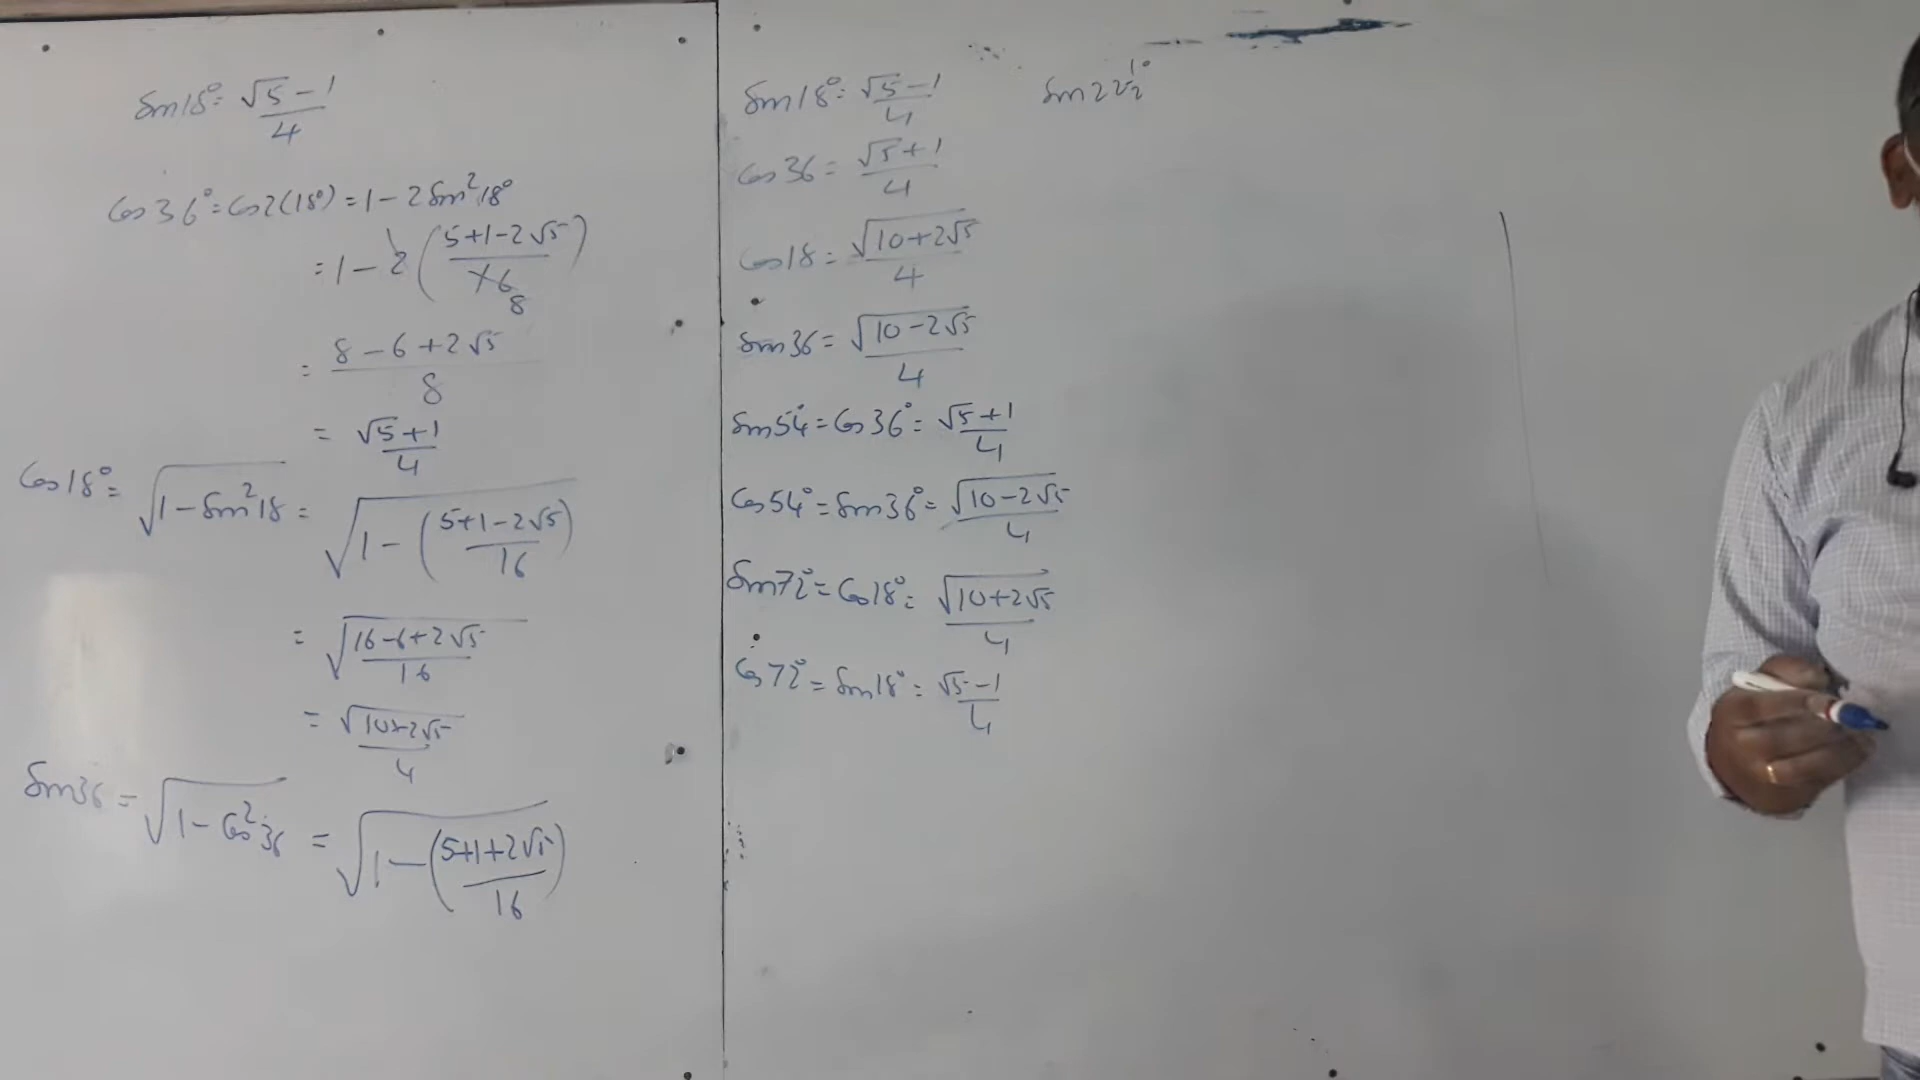 sin18° = √5-1/4
Cos36° = Cos2(18°) = 1-2Sin²18°
= 1-2(5+1-2√5/16) 8
= 8-6+2√5/8
= √5+1/4
Cos18° = √1-Sin²18 = √1-(5+1-2√5/16)
= √16-6+2√5/16
= √10+2√5/4
Sin36 = √1-Cos²36 = √1-(5+1+2√5/16)
Sin18° = √5-1/4
Cos36 = √5+1/4
Cos18 = √10+2√5/4
Sin36 = √10-2√5/4
Sin54° = Cos36° = √5+1/4
Cos54° = Sin36° = √10-2√5/4
Sin72° = Cos18° = √10+2√5/4
Cos72° = Sin18° = √5-1/4
Sin22 1/2°